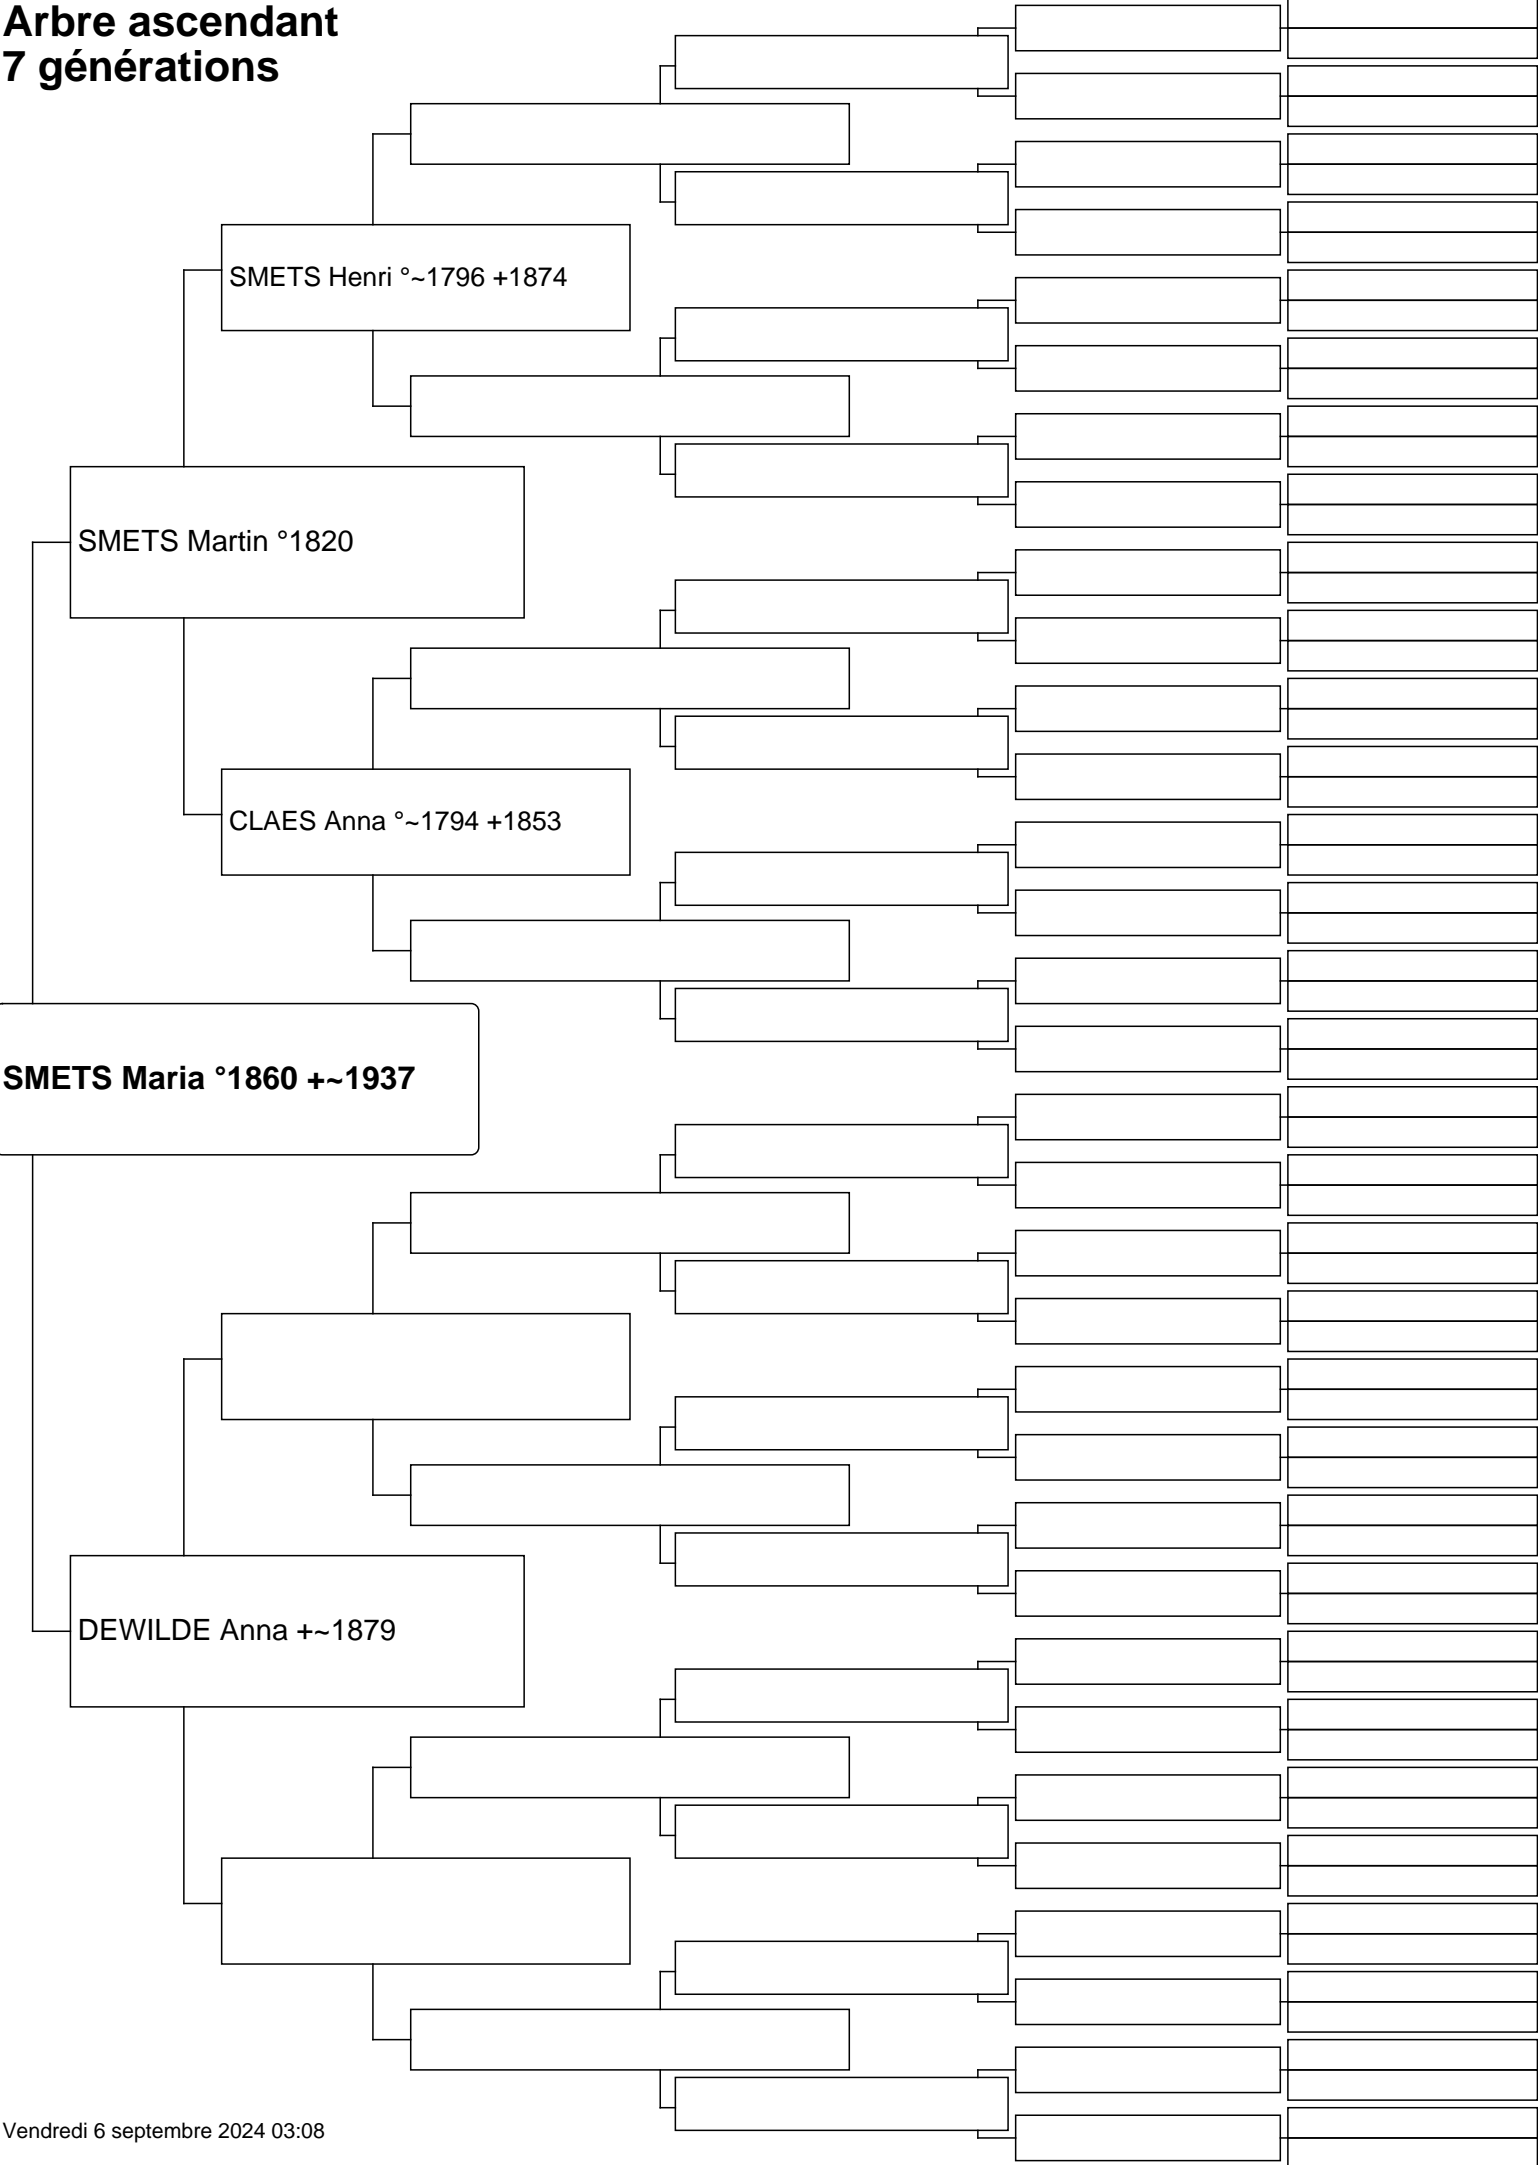 Arbre ascendant
7 générations
SMETS Henri °~1796 +1874
SMETS Martin °1820
CLAES Anna °~1794 +1853
SMETS Maria °1860 +~1937
DEWILDE Anna +~1879
Vendredi 6 septembre 2024 03:08